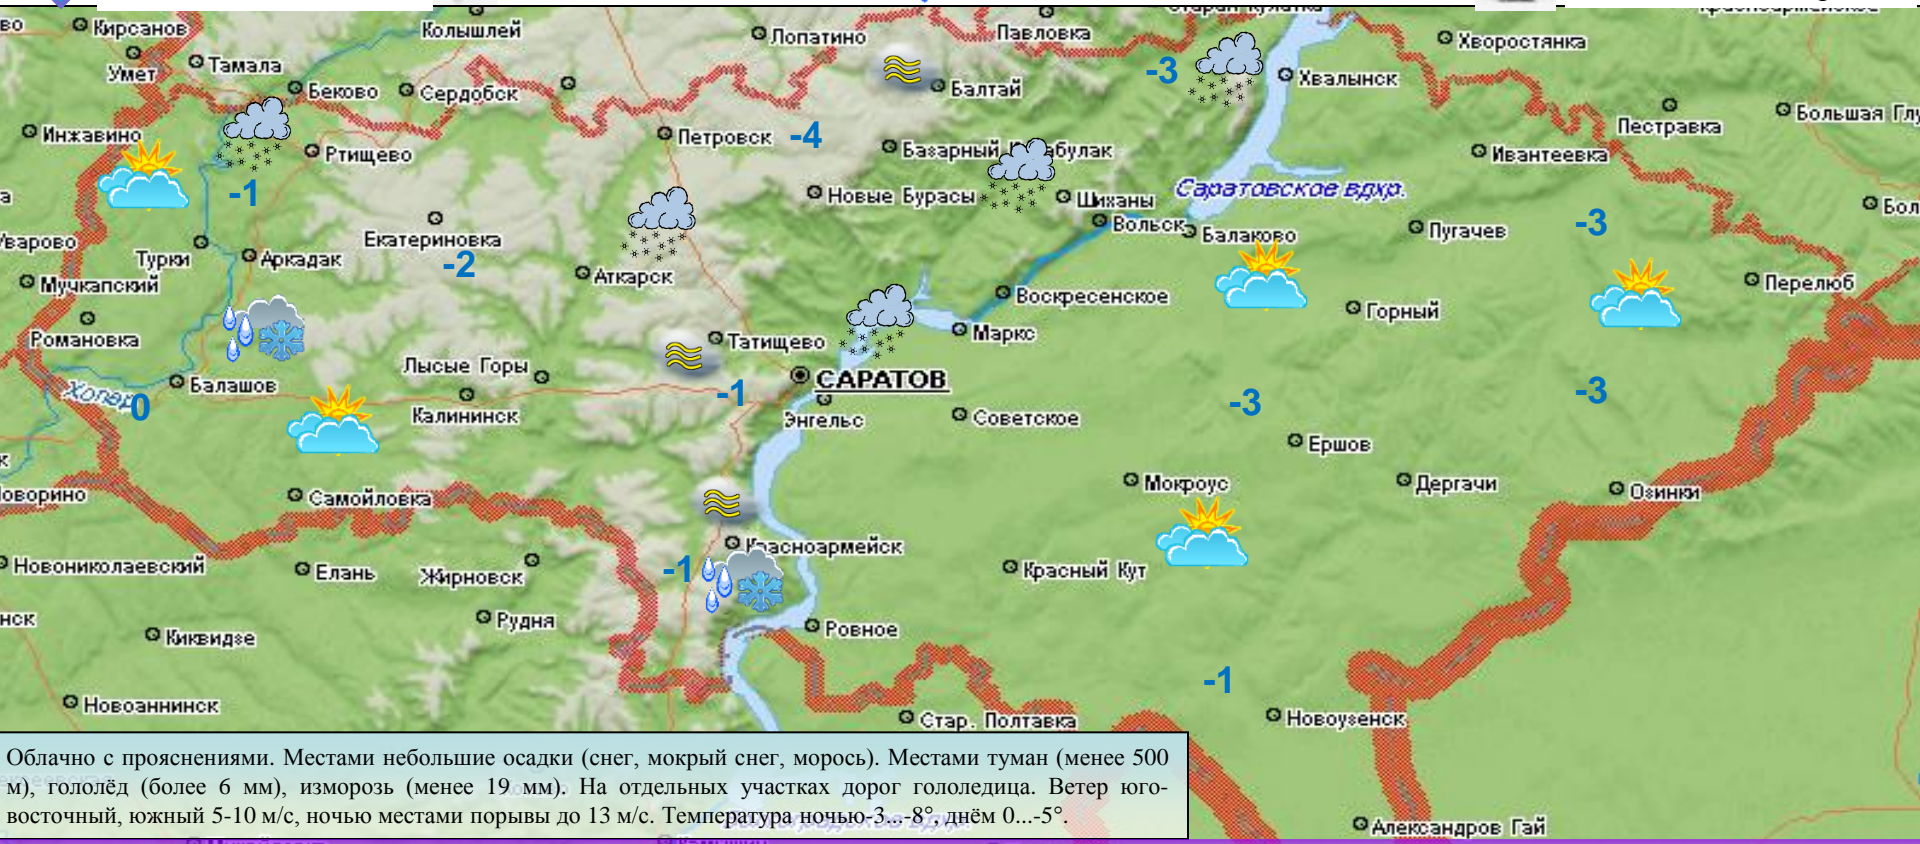 Кирсанов
Колышлей
Лопатино
Павловка
Хворостянка
Умет
Тамала
Беково
Сердобск
Балтай
-3
Хвалынск
Инжавино
Ртищево
Петровск
-4
Базарный
булак
Пестравка
Большая Глу
Ивантеевка
-1
Новые Бурасы
Шиханы
Саратовское вдхр.
Вольск
Балаково
Пугачев
-3
Бол
Уварово
Турки
Аркадак
Екатериновка
-2
Аткарск
Мучкапский
Воскресенское
Горный
Перелюб
Романовка
Татищево
Маркс
Балашов
Лысые Горы
САРАТОВ
Хопер
0
Калининск
-1
Энгельс
Советское
-3
-3
Ершов
Самойловка
Мокроус
Дергачи
Озинки
Новониколаевский
Елань
Жирновск
-1
Красноармейск
Красный Кут
Киквидзе
Рудня
Ровное
-1
Новоаннинск
Стар. Полтавка
Новоузенск
Александров Гай
Облачно с прояснениями. Местами небольшие осадки (снег, мокрый снег, морось). Местами туман (менее 500
м), гололёд (более 6 мм), изморозь (менее 19 мм). На отдельных участках дорог гололедица. Ветер юго-
восточный, южный 5-10 м/с, ночью местами порывы до 13 м/с. Температура ночью-3...-8°, днём 0...-5°.